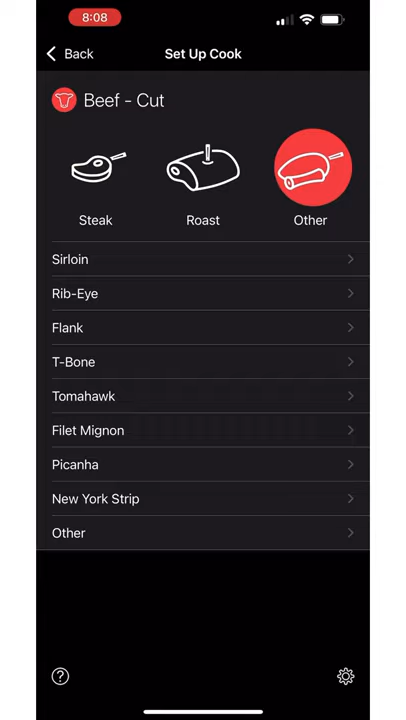 8:08
Back
Set Up Cook
Beef - Cut
Steak
Roast
Other
Sirloin
Rib-Eye
Flank
T-Bone
Tomahawk
Filet Mignon
Picanha
New York Strip
Other
?